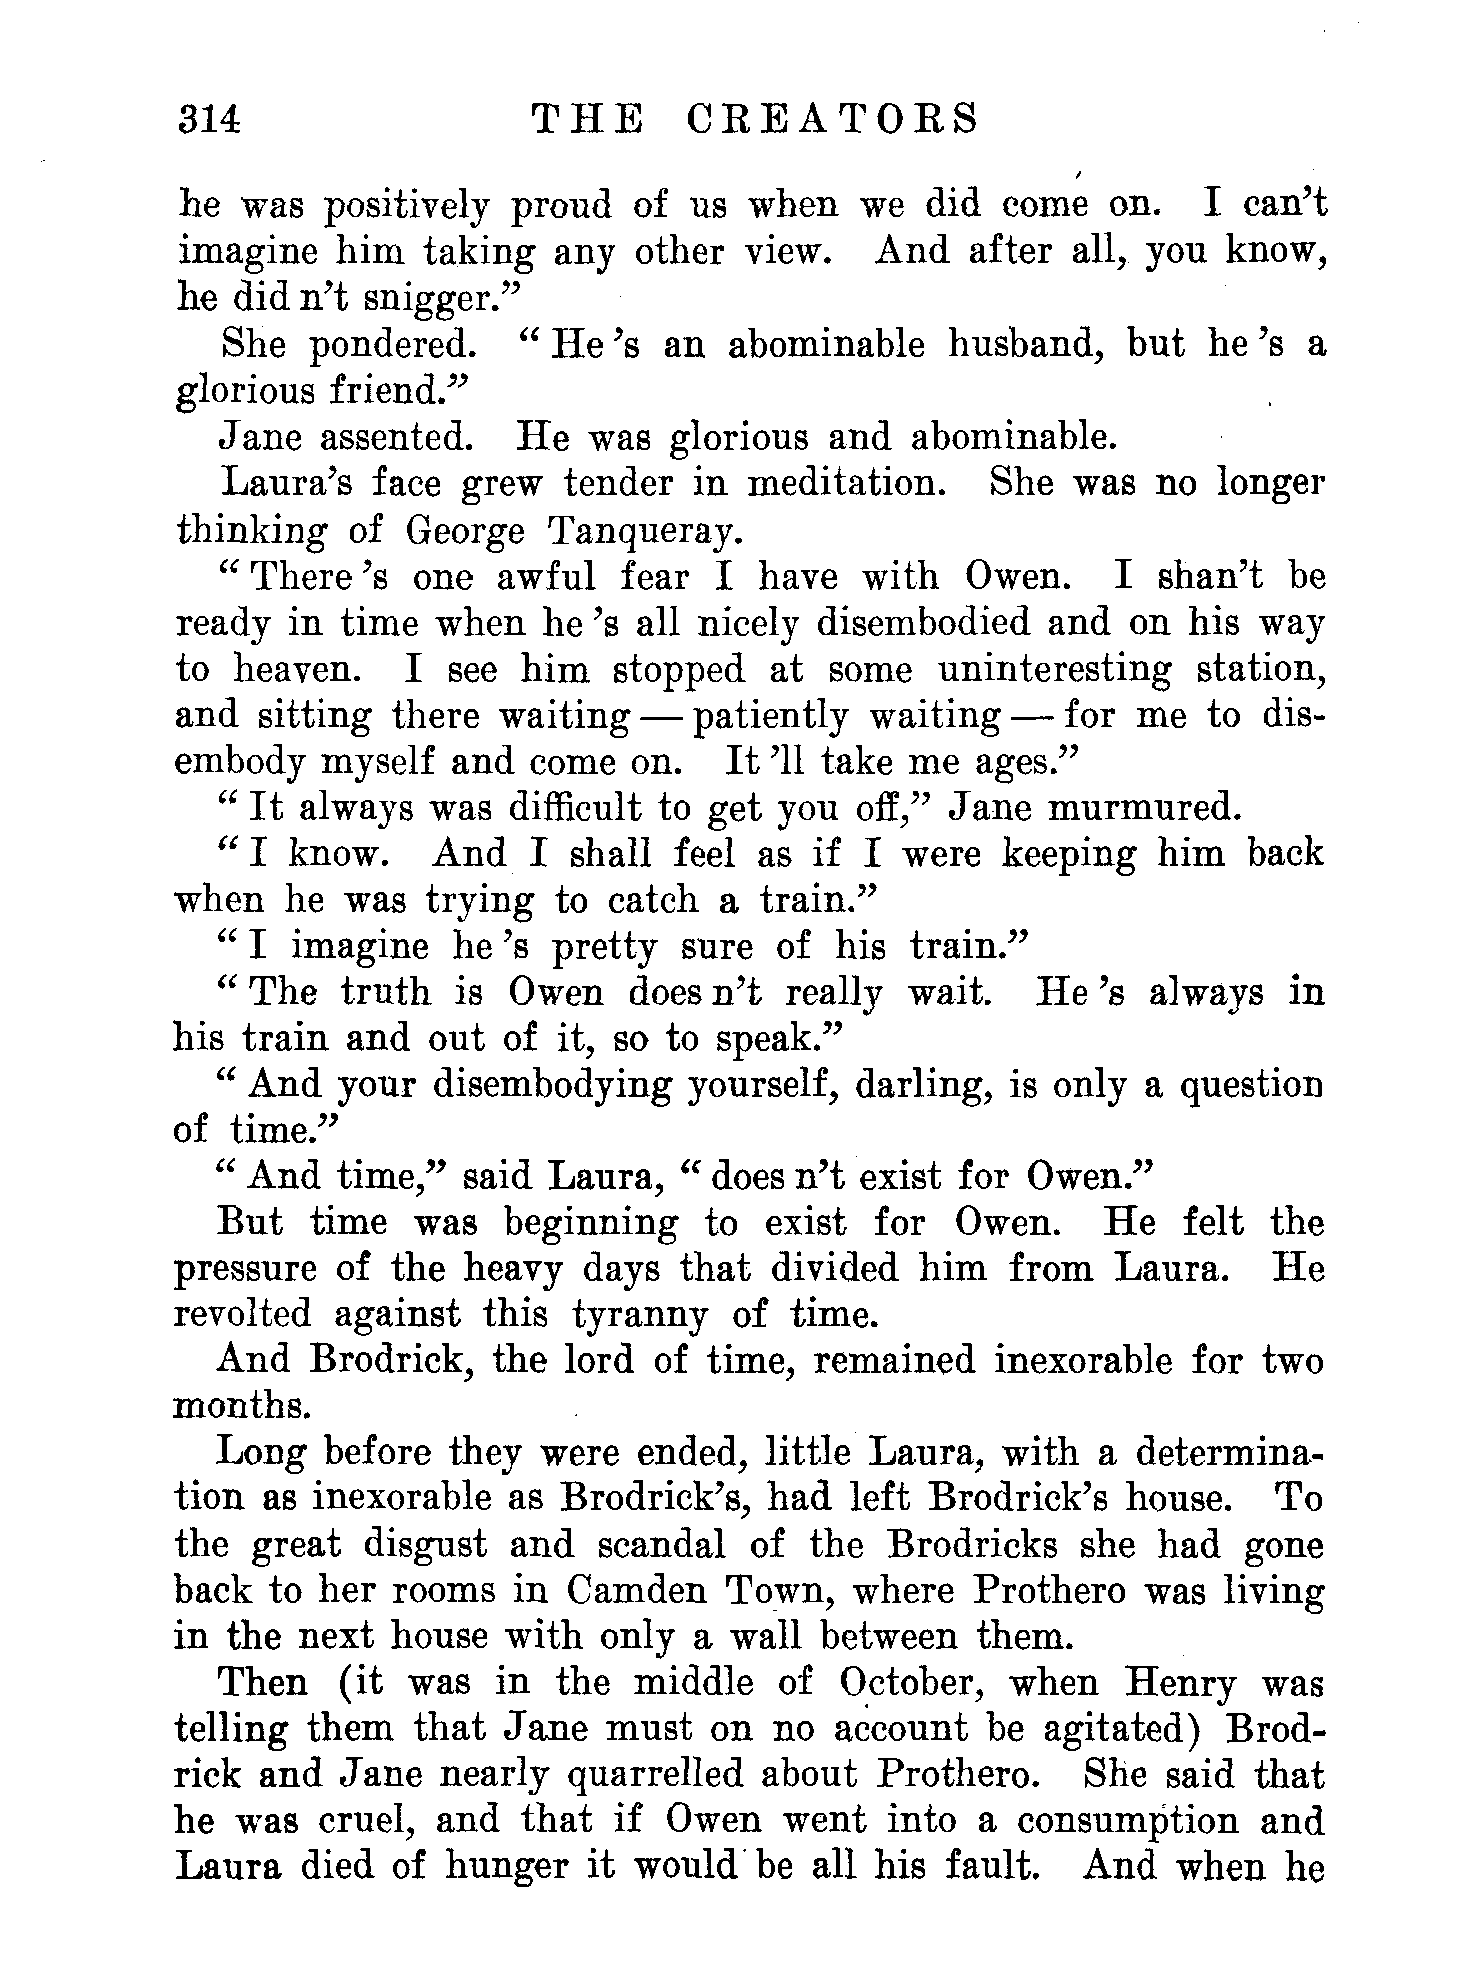 314 THE CREATORS
he was positively proud of us when we did come on. I can't
imagine him taking any other view. And after all, you know,
he did n't snigger."
She pondered. "He 's an abominable husband, but he 's a
glorious friend."
Jane assented. He was glorious and abominable.
Laura's face grew tender in meditation. She was no longer
thinking of George Tanqueray.
"There 's one awful fear I have with Owen. I shan't be
ready in time when he 's all nicely disembodied and on his way
to heaven. I see him stopped at some uninteresting station,
and sitting there waiting — patiently waiting — for me to dis-
embody myself and come on. It 'll take me ages."
"It always was difficult to get you off," Jane murmured.
"I know. And I shall feel as if I were keeping him back
when he was trying to catch a train."
"I imagine he 's pretty sure of his train."
"The truth is Owen does n't really wait. He 's always in
his train and out of it, so to speak."
"And your disembodying yourself, darling, is only a question
of time."
"And time," said Laura, "does n't exist for Owen."
But time was beginning to exist for Owen. He felt the
pressure of the heavy days that divided him from Laura. He
revolted against this tyranny of time.
And Brodrick, the lord of time, remained inexorable for two
months.
Long before they were ended, little Laura, with a determina-
tion as inexorable as Brodrick's, had left Brodrick's house. To
the great disgust and scandal of the Brodricks she had gone
back to her rooms in Camden Town, where Prothero was living
in the next house with only a wall between them.
Then (it was in the middle of October, when Henry was
telling them that Jane must on no account be agitated) Brod-
rick and Jane nearly quarrelled about Prothero. She said that
he was cruel, and that if Owen went into a consumption and
Laura died of hunger it would be all his fault. And when he